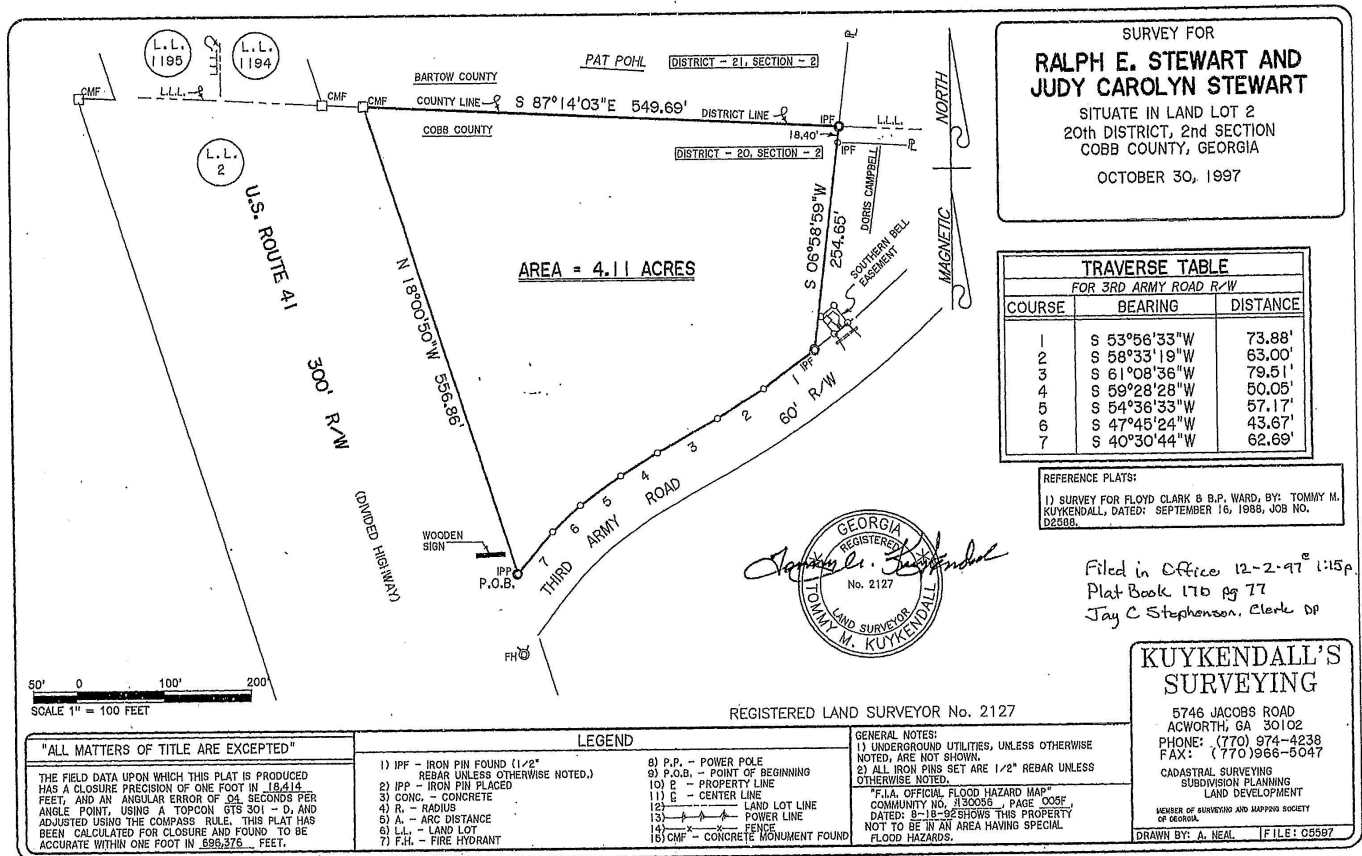 SURVEY FOR
RALPH E. STEWART AND
JUDY CAROLYN STEWART
SITUATE IN LAND LOT 2
20th DISTRICT, 2nd SECTION
COBB COUNTY, GEORGIA
OCTOBER 30, 1997
L.L.
1195
L.L.
1194
L.L.L.
PAT POHL
DISTRICT - 21, SECTION - 2
BARTOW COUNTY
CMF
L.L.L.
CMF
CMF
COUNTY LINE
S 87°14'03"E 549.69'
DISTRICT LINE
IPF
L.L.L.
COBB COUNTY
18.40'
DISTRICT - 20, SECTION - 2
IPF
L.L.
2
U.S. ROUTE 41
300' R/W
(DIVIDED HIGHWAY)
N 18°00'50"W 556.86'
AREA = 4.11 ACRES
S 06°58'59"W
254.65'
DORIS CAMPBELL
SOUTHERN BELL
EASEMENT
NORTH
MAGNETIC
IPF
1
2
3
4
5
6
7
60' R/W
THIRD ARMY ROAD
WOODEN
SIGN
IPP
P.O.B.
FH
TRAVERSE TABLE
FOR 3RD ARMY ROAD R/W
COURSE BEARING DISTANCE
1 S 53°56'33"W 73.88'
2 S 58°33'19"W 63.00'
3 S 61°08'36"W 79.51'
4 S 59°28'28"W 50.05'
5 S 54°36'33"W 57.17'
6 S 47°45'24"W 43.67'
7 S 40°30'44"W 62.69'
REFERENCE PLATS:
1) SURVEY FOR FLOYD CLARK & B.P. WARD, BY: TOMMY M.
KUYKENDALL, DATED: SEPTEMBER 16, 1988, JOB NO.
D2588.
Filed in Office 12-2-97 @ 1:15p
Plat Book 170 pg 77
Jay C Stephenson, Clerk DP
GEORGIA
REGISTERED
No. 2127
LAND SURVEYOR
TOMMY M. KUYKENDALL
Tommy M. Kuykendall
REGISTERED LAND SURVEYOR No. 2127
50' 0 100' 200'
SCALE 1" = 100 FEET
KUYKENDALL'S
SURVEYING
5746 JACOBS ROAD
ACWORTH, GA 30102
PHONE: (770) 974-4238
FAX: (770)966-5047
CADASTRAL SURVEYING
SUBDIVISION PLANNING
LAND DEVELOPMENT
MEMBER OF SURVEYING AND MAPPING SOCIETY
OF GEORGIA.
DRAWN BY: A. NEAL FILE: C5597
"ALL MATTERS OF TITLE ARE EXCEPTED"
THE FIELD DATA UPON WHICH THIS PLAT IS PRODUCED
HAS A CLOSURE PRECISION OF ONE FOOT IN 18,414
FEET, AND AN ANGULAR ERROR OF .04 SECONDS PER
ANGLE POINT, USING A TOPCON GTS 301 - D, AND
ADJUSTED USING THE COMPASS RULE. THIS PLAT HAS
BEEN CALCULATED FOR CLOSURE AND FOUND TO BE
ACCURATE WITHIN ONE FOOT IN 696,376 FEET.
LEGEND
1) IPF - IRON PIN FOUND (1/2"
REBAR UNLESS OTHERWISE NOTED.)
2) IPP - IRON PIN PLACED
3) CONC. - CONCRETE
4) R. - RADIUS
5) A. - ARC DISTANCE
6) L.L. - LAND LOT
7) F.H. - FIRE HYDRANT
8) P.P. - POWER POLE
9) P.O.B. - POINT OF BEGINNING
10) P - PROPERTY LINE
11) C - CENTER LINE
12) LAND LOT LINE
13) POWER LINE
14) x x FENCE
15) CMF - CONCRETE MONUMENT FOUND
GENERAL NOTES:
1) UNDERGROUND UTILITIES, UNLESS OTHERWISE
NOTED, ARE NOT SHOWN.
2) ALL IRON PINS SET ARE 1/2" REBAR UNLESS
OTHERWISE NOTED.
"F.I.A. OFFICIAL FLOOD HAZARD MAP"
COMMUNITY NO. 130056, PAGE 005F,
DATED: 8-18-92 SHOWS THIS PROPERTY
NOT TO BE IN AN AREA HAVING SPECIAL
FLOOD HAZARDS.